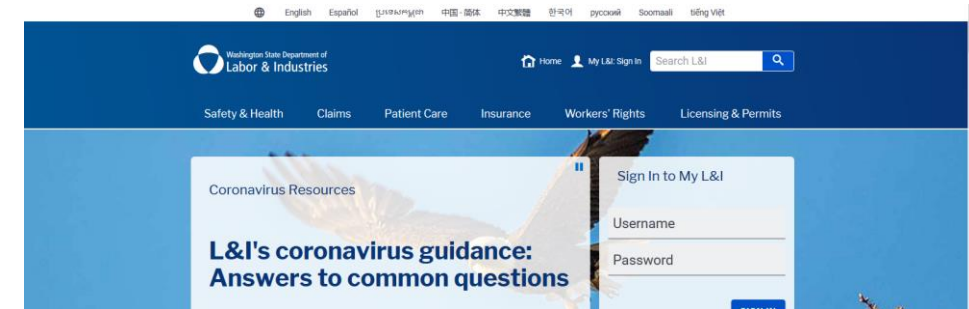 English Español 中国 - 简体 中文繁體 한국어 русский Soomaali tiếng Việt
Washington State Department of
Labor & Industries
Home My L&I: Sign In Search L&I
Safety & Health Claims Patient Care Insurance Workers' Rights Licensing & Permits
Coronavirus Resources
L&I's coronavirus guidance:
Answers to common questions
Sign In to My L&I
Username
Password